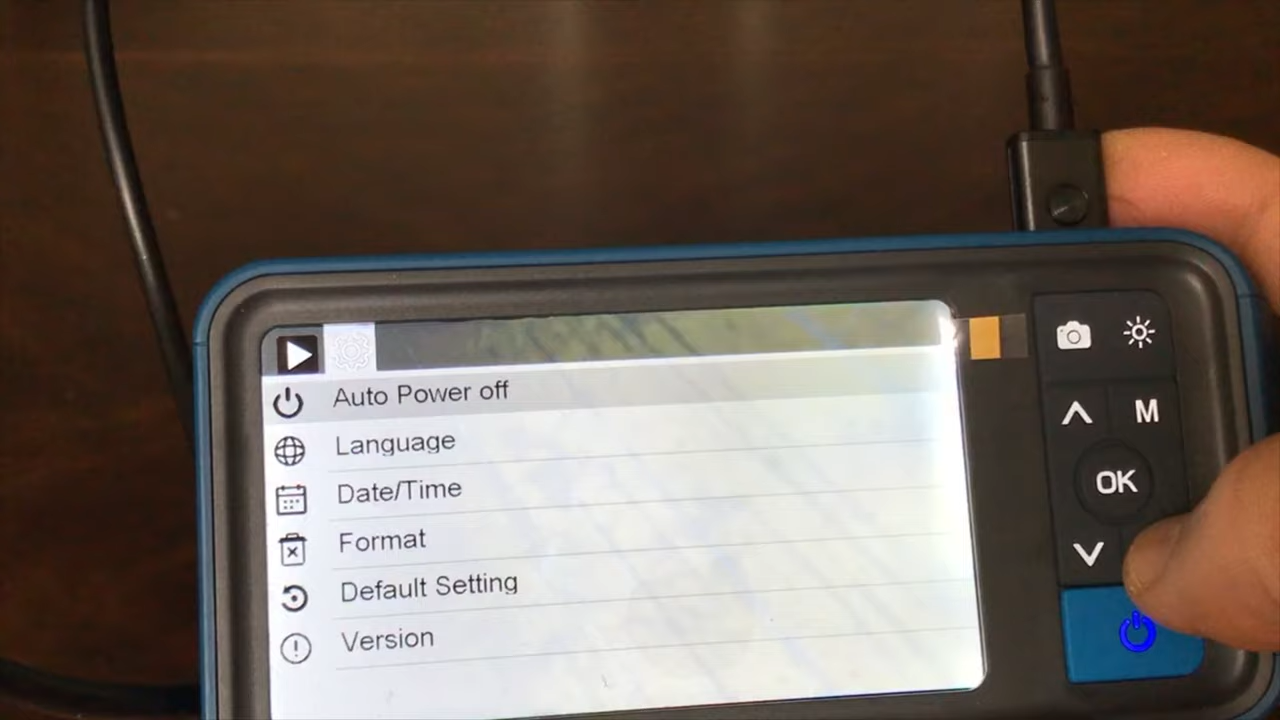 Auto Power off
Language
Date/Time
Format
Default Setting
Version
M
OK